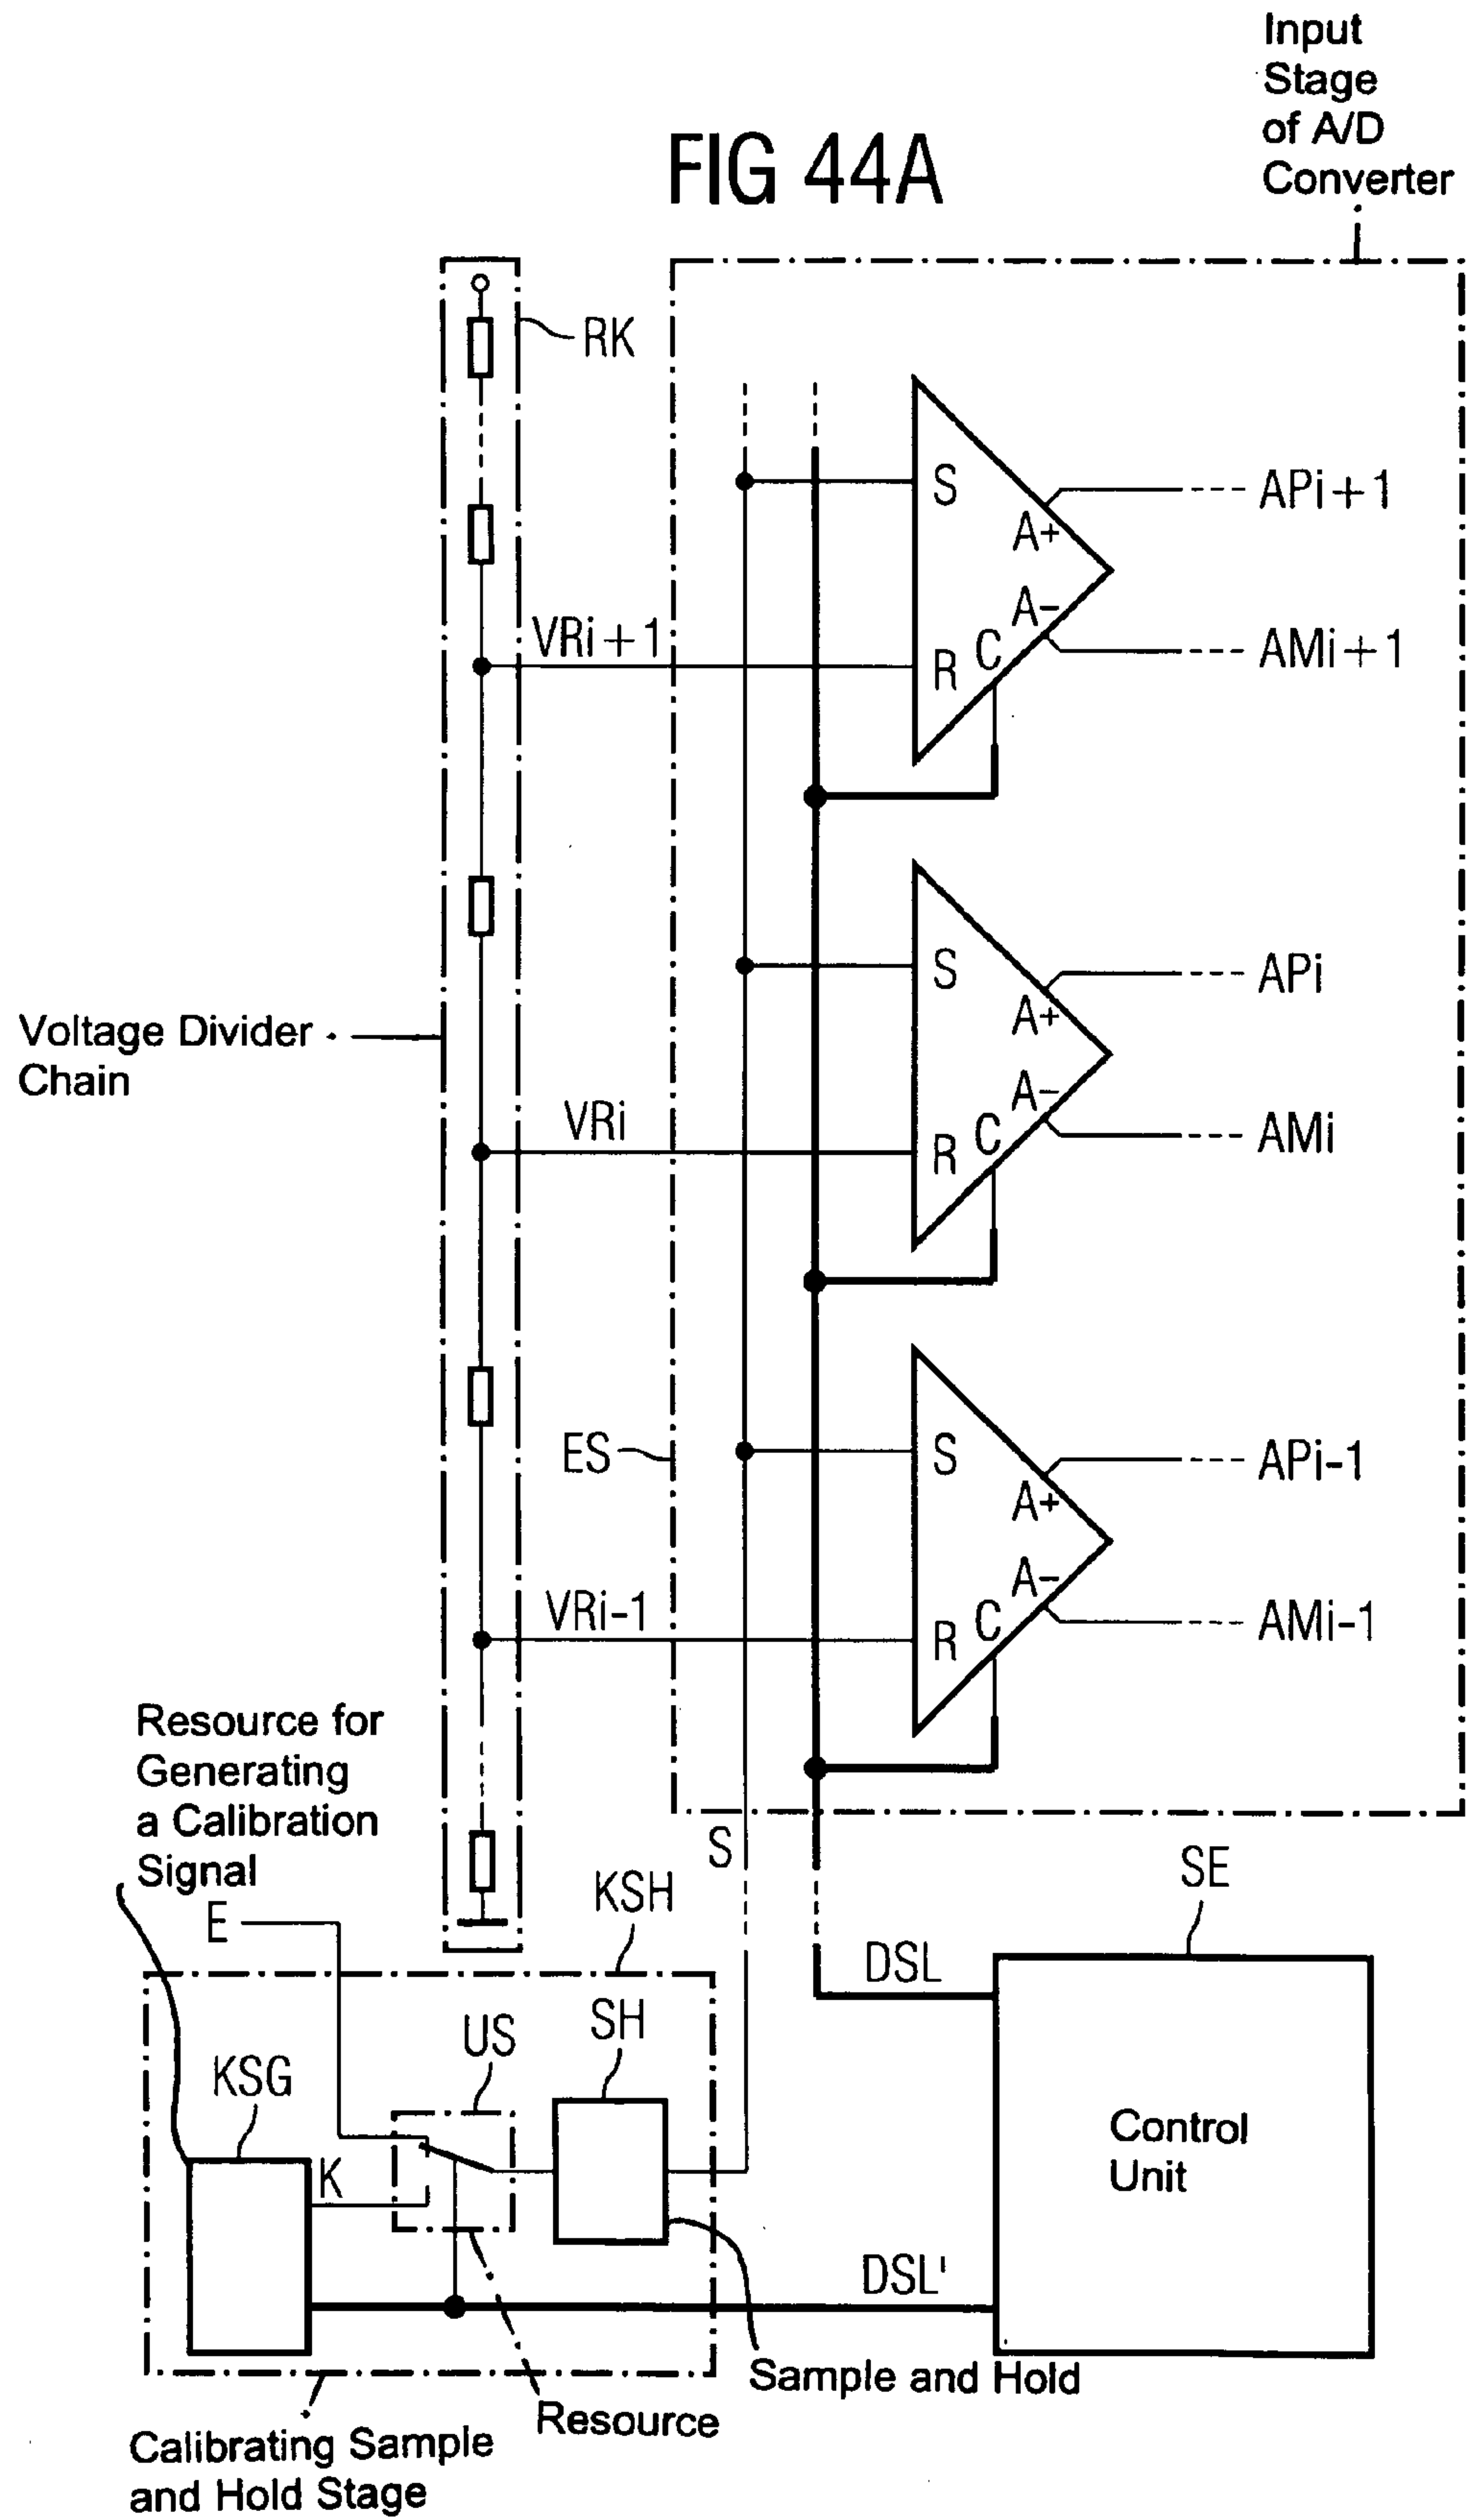 Input
Stage
of A/D
Converter
FIG 44A
RK
S
A+
APi+1
VRi+1
A-
R
C
AMi+1
S
A+
APi
Voltage Divider
Chain
VRi
A-
R
C
AMi
ES
S
A+
APi-1
VRi-1
A-
R
C
AMi-1
Resource for
Generating
a Calibration
Signal
E
KSH
S
SE
DSL
US
SH
KSG
K
Control
Unit
DSL'
Sample and Hold
Resource
Calibrating Sample
and Hold Stage